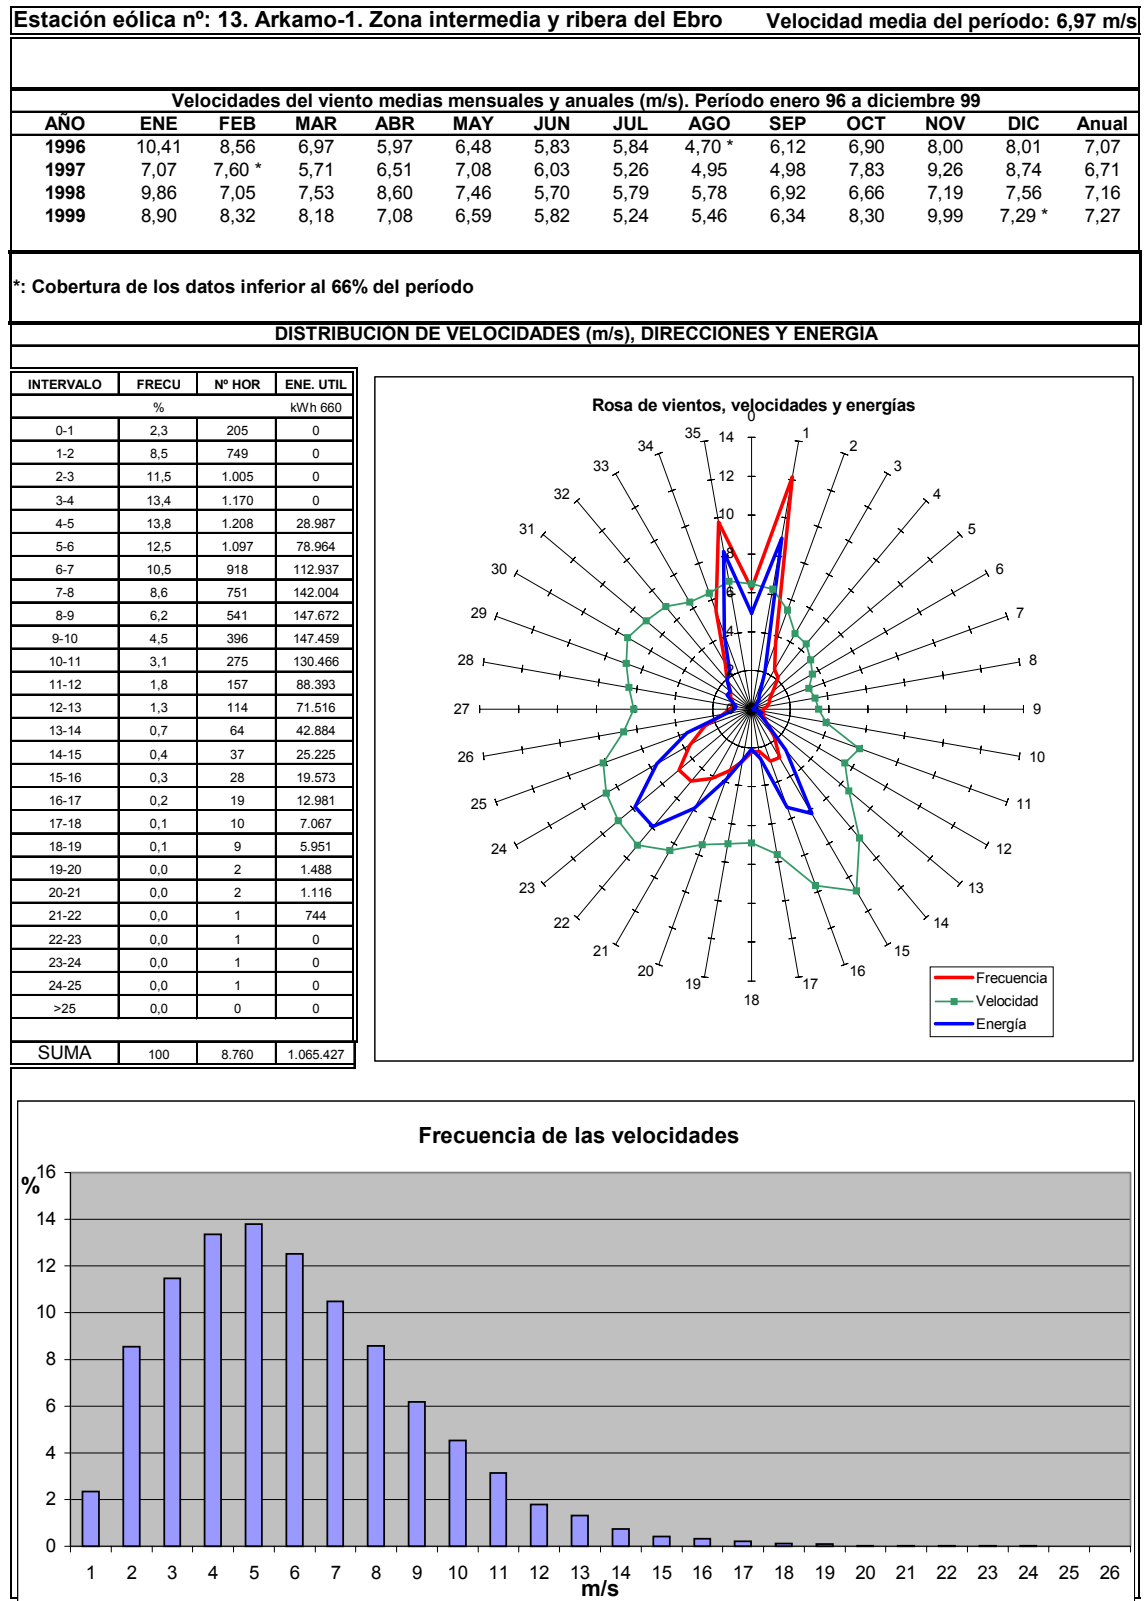 Estación eólica nº: 13. Arkamo-1. Zona intermedia y ribera del Ebro Velocidad media del período: 6,97 m/s
Velocidades del viento medias mensuales y anuales (m/s). Período enero 96 a diciembre 99
AÑO ENE FEB MAR ABR MAY JUN JUL AGO SEP OCT NOV DIC Anual
1996 10,41 8,56 6,97 5,97 6,48 5,83 5,84 4,70 * 6,12 6,90 8,00 8,01 7,07
1997 7,07 7,60 * 5,71 6,51 7,08 6,03 5,26 4,95 4,98 7,83 9,26 8,74 6,71
1998 9,86 7,05 7,53 8,60 7,46 5,70 5,79 5,78 6,92 6,66 7,19 7,56 7,16
1999 8,90 8,32 8,18 7,08 6,59 5,82 5,24 5,46 6,34 8,30 9,99 7,29 * 7,27
*: Cobertura de los datos inferior al 66% del período
DISTRIBUCIÓN DE VELOCIDADES (m/s), DIRECCIONES Y ENERGIA
INTERVALO FRECU Nº HOR ENE. UTIL
% kWh 660
0-1 2,3 205 0
1-2 8,5 749 0
2-3 11,5 1.005 0
3-4 13,4 1.170 0
4-5 13,8 1.208 28.987
5-6 12,5 1.097 78.964
6-7 10,5 918 112.937
7-8 8,6 751 142.004
8-9 6,2 541 147.672
9-10 4,5 396 147.459
10-11 3,1 275 130.466
11-12 1,8 157 88.393
12-13 1,3 114 71.516
13-14 0,7 64 42.884
14-15 0,4 37 25.225
15-16 0,3 28 19.573
16-17 0,2 19 12.981
17-18 0,1 10 7.067
18-19 0,1 9 5.951
19-20 0,0 2 1.488
20-21 0,0 2 1.116
21-22 0,0 1 744
22-23 0,0 1 0
23-24 0,0 1 0
24-25 0,0 1 0
>25 0,0 0 0
SUMA 100 8.760 1.065.427
Rosa de vientos, velocidades y energías
0
1
2
3
4
5
6
7
8
9
10
11
12
13
14
15
16
17
18
19
20
21
22
23
24
25
26
27
28
29
30
31
32
33
34
35
14
12
10
8
6
4
2
Frecuencia
Velocidad
Energía
Frecuencia de las velocidades
%
16
14
12
10
8
6
4
2
0
1 2 3 4 5 6 7 8 9 10 11 12 13 14 15 16 17 18 19 20 21 22 23 24 25 26
m/s